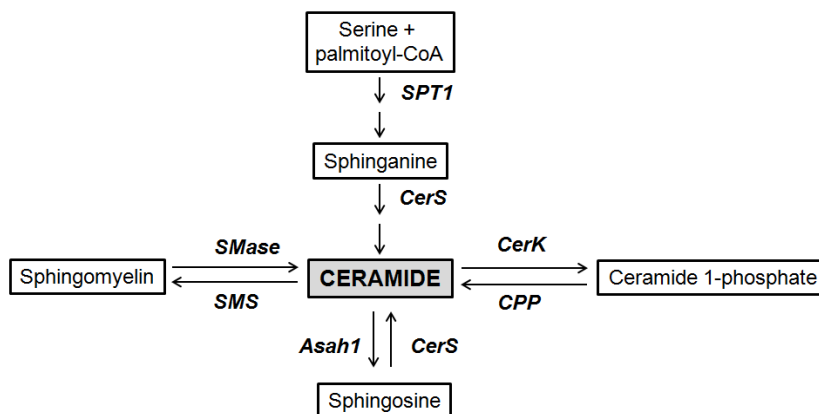 Serine +
palmitoyl-CoA
SPT1
Sphinganine
CerS
SMase
CerK
Sphingomyelin
CERAMIDE
Ceramide 1-phosphate
SMS
CPP
Asah1
CerS
Sphingosine